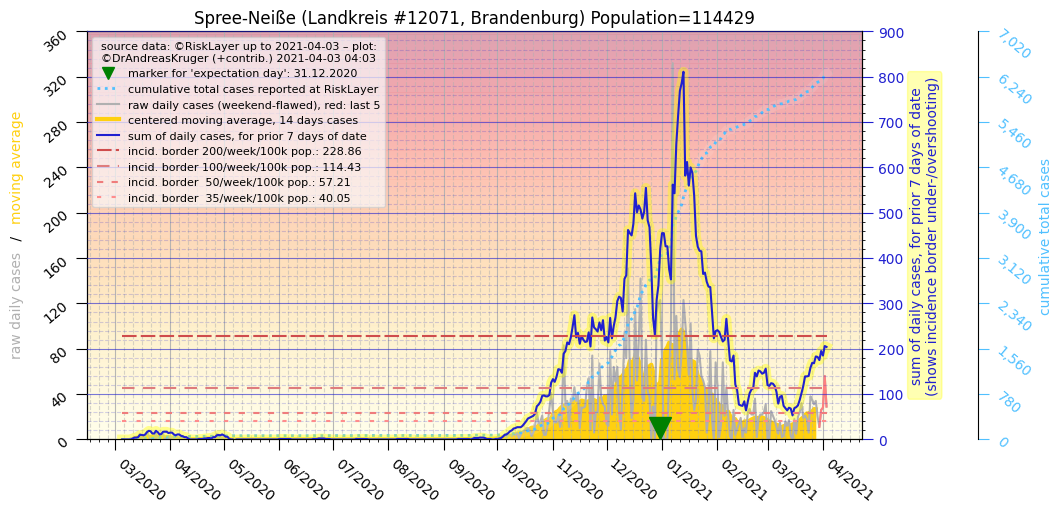 Spree-Neiße (Landkreis #12071, Brandenburg) Population=114429
source data: ©RiskLayer up to 2021-04-03 – plot:
©DrAndreasKruger (+contrib.) 2021-04-03 04:03
marker for 'expectation day': 31.12.2020
cumulative total cases reported at RiskLayer
raw daily cases (weekend-flawed), red: last 5
centered moving average, 14 days cases
sum of daily cases, for prior 7 days of date
incid. border 200/week/100k pop.: 228.86
incid. border 100/week/100k pop.: 114.43
incid. border  50/week/100k pop.: 57.21
incid. border  35/week/100k pop.: 40.05
raw daily cases  /  moving average
360
320
280
240
200
160
120
80
40
0
03/2020
04/2020
05/2020
06/2020
07/2020
08/2020
09/2020
10/2020
11/2020
12/2020
01/2021
02/2021
03/2021
04/2021
900
800
700
600
500
400
300
200
100
0
sum of daily cases, for prior 7 days of date
(shows incidence border under-/overshooting)
7,020
6,240
5,460
4,680
3,900
3,120
2,340
1,560
780
0
cumulative total cases